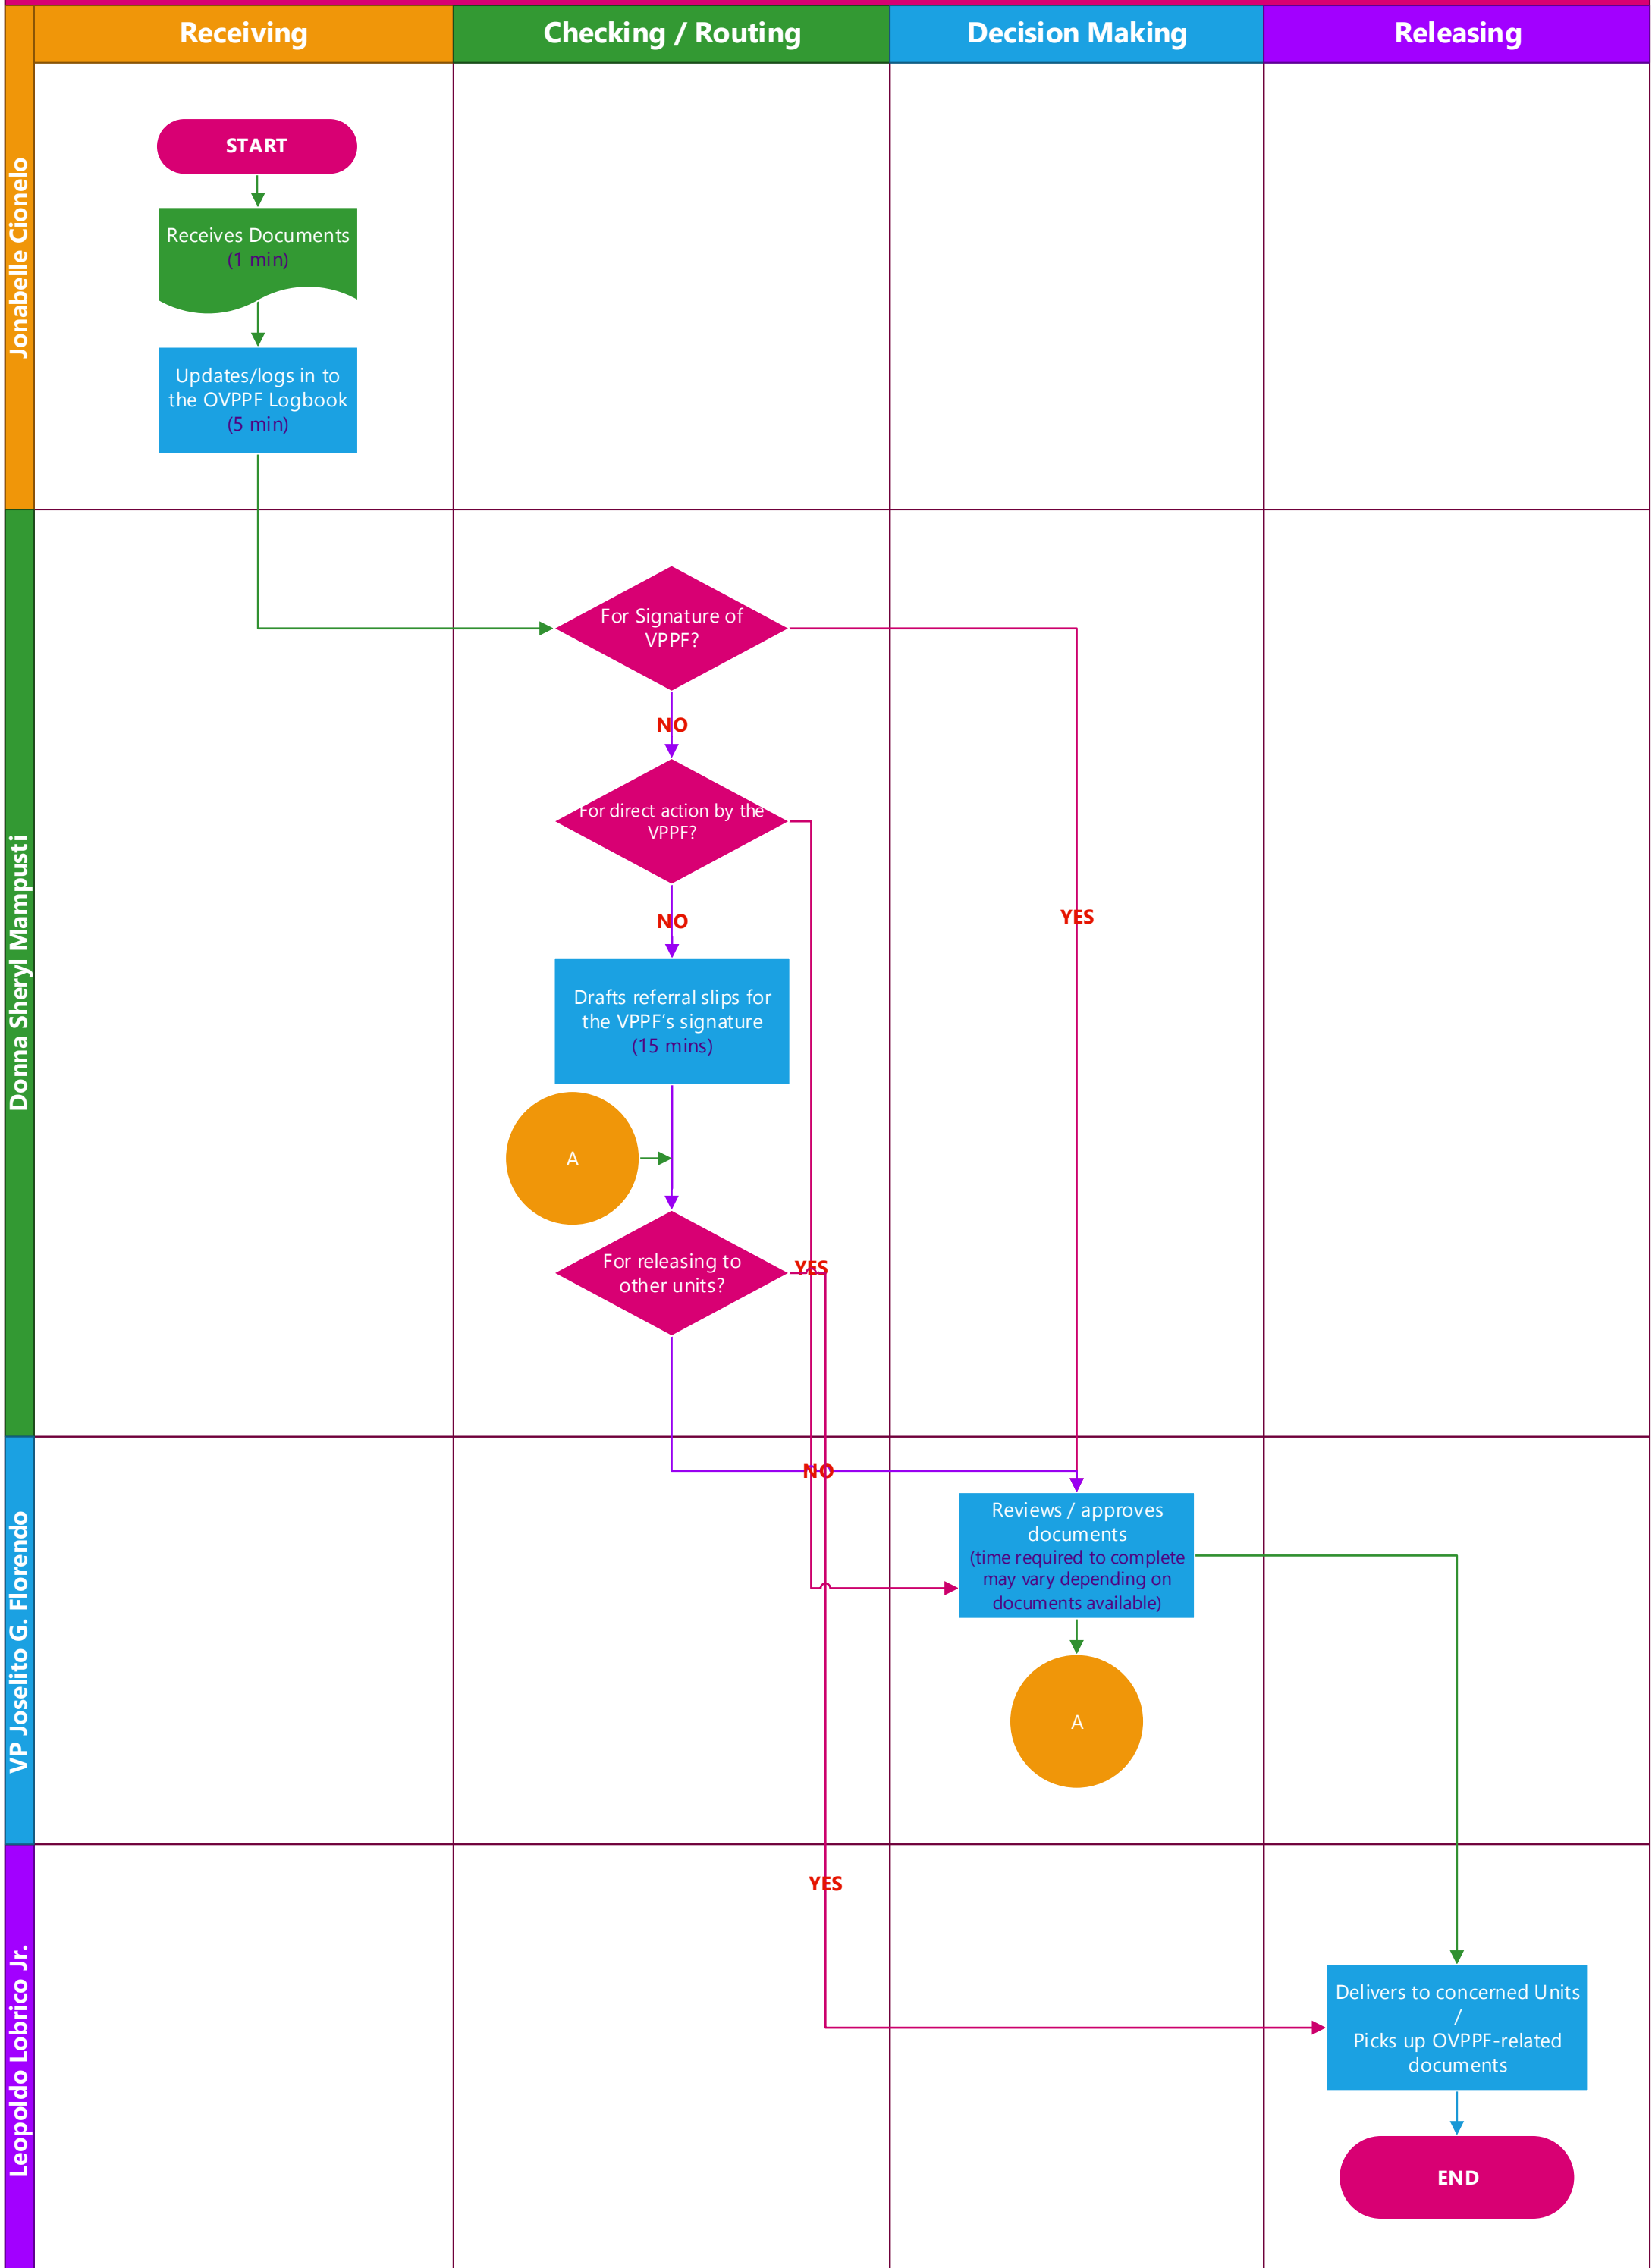 Receiving
Checking / Routing
Decision Making
Releasing
Jonabelle Cionelo
START
Receives Documents
(1 min)
Updates/logs in to
the OVPPF Logbook
(5 min)
Donna Sheryl Mampusti
For Signature of
VPPF?
NO
For direct action by the
VPPF?
NO
YES
Drafts referral slips for
the VPPF’s signature
(15 mins)
A
For releasing to
other units?
YES
VP Joselito G. Florendo
NO
Reviews / approves
documents
(time required to complete
may vary depending on
documents available)
A
Leopoldo Lobrico Jr.
YES
Delivers to concerned Units
/
Picks up OVPPF-related
documents
END